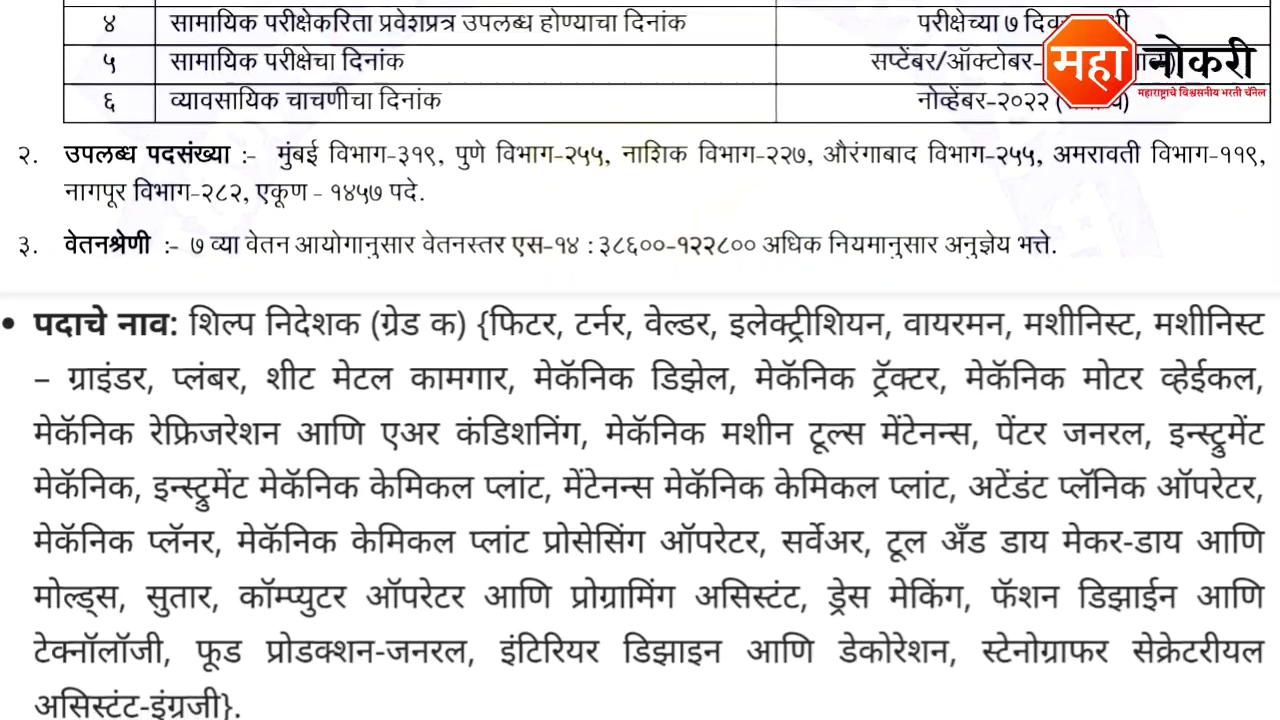 ४ सामायिक परीक्षेकरिता प्रवेशप्रत्र उपलब्ध होण्याचा दिनांक परीक्षेच्या ७
५ सामायिक परीक्षेचा दिनांक सप्टेंबर/ऑक्टोबर-
६ व्यावसायिक चाचणीचा दिनांक नोव्हेंबर-२०२२
महा नोकरी
महाराष्ट्राचे विश्वसनीय भरती चॅनेल
२. उपलब्ध पदसंख्या :- मुंबई विभाग-३१९, पुणे विभाग-२५५, नाशिक विभाग-२२७, औरंगाबाद विभाग-२५५, अमरावती विभाग-११९,
नागपूर विभाग-२८२, एकूण - १४५७ पदे.
३. वेतनश्रेणी :- ७ व्या वेतन आयोगानुसार वेतनस्तर एस-१४ : ३८६००-१२२८०० अधिक नियमानुसार अनुज्ञेय भत्ते.
• पदाचे नाव: शिल्प निदेशक (ग्रेड क) {फिटर, टर्नर, वेल्डर, इलेक्ट्रीशियन, वायरमन, मशीनिस्ट, मशीनिस्ट
– ग्राइंडर, प्लंबर, शीट मेटल कामगार, मेकॅनिक डिझेल, मेकॅनिक ट्रॅक्टर, मेकॅनिक मोटर व्हेईकल,
मेकॅनिक रेफ्रिजरेशन आणि एअर कंडिशनिंग, मेकॅनिक मशीन टूल्स मेंटेनन्स, पेंटर जनरल, इन्स्ट्रुमेंट
मेकॅनिक, इन्स्ट्रुमेंट मेकॅनिक केमिकल प्लांट, मेंटेनन्स मेकॅनिक केमिकल प्लांट, अटेंडंट प्लॅनिक ऑपरेटर,
मेकॅनिक प्लॅनर, मेकॅनिक केमिकल प्लांट प्रोसेसिंग ऑपरेटर, सर्वेअर, टूल अँड डाय मेकर-डाय आणि
मोल्ड्स, सुतार, कॉम्प्युटर ऑपरेटर आणि प्रोग्रामिंग असिस्टंट, ड्रेस मेकिंग, फॅशन डिझाईन आणि
टेक्नॉलॉजी, फूड प्रोडक्शन-जनरल, इंटिरियर डिझाइन आणि डेकोरेशन, स्टेनोग्राफर सेक्रेटरीयल
असिस्टंट-इंग्रजी}.